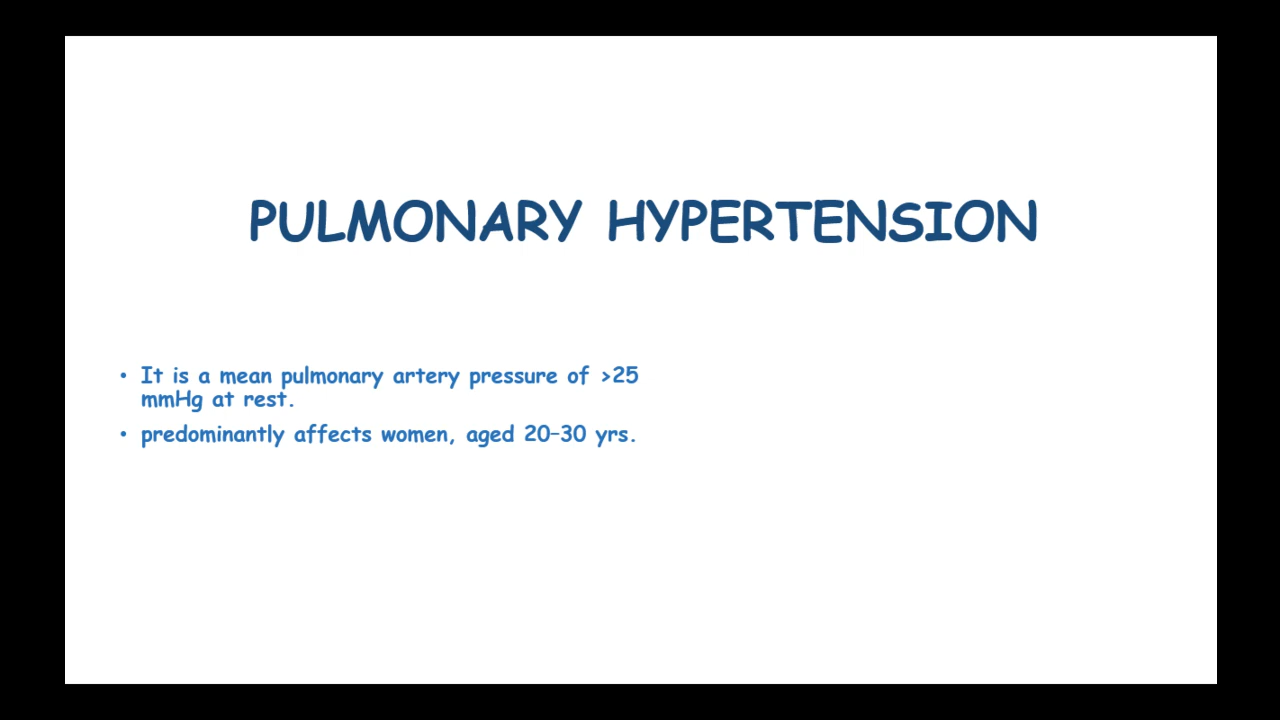 PULMONARY HYPERTENSION
• It is a mean pulmonary artery pressure of >25
mmHg at rest.
• predominantly affects women, aged 20–30 yrs.